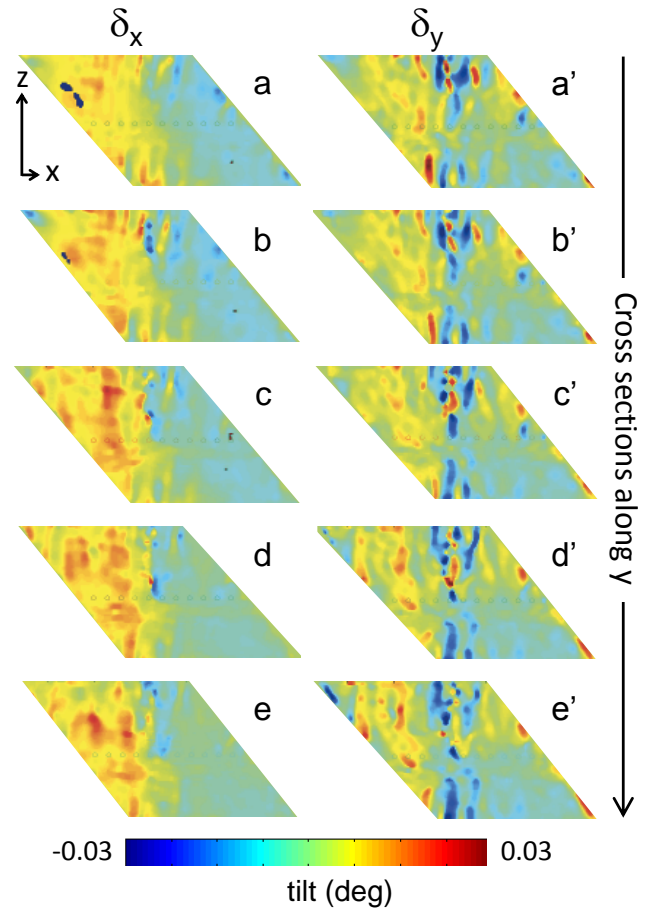 δx δy
z
x
a a’
b b’
c c’
d d’
e e’
Cross sections along y
-0.03 0.03
tilt (deg)